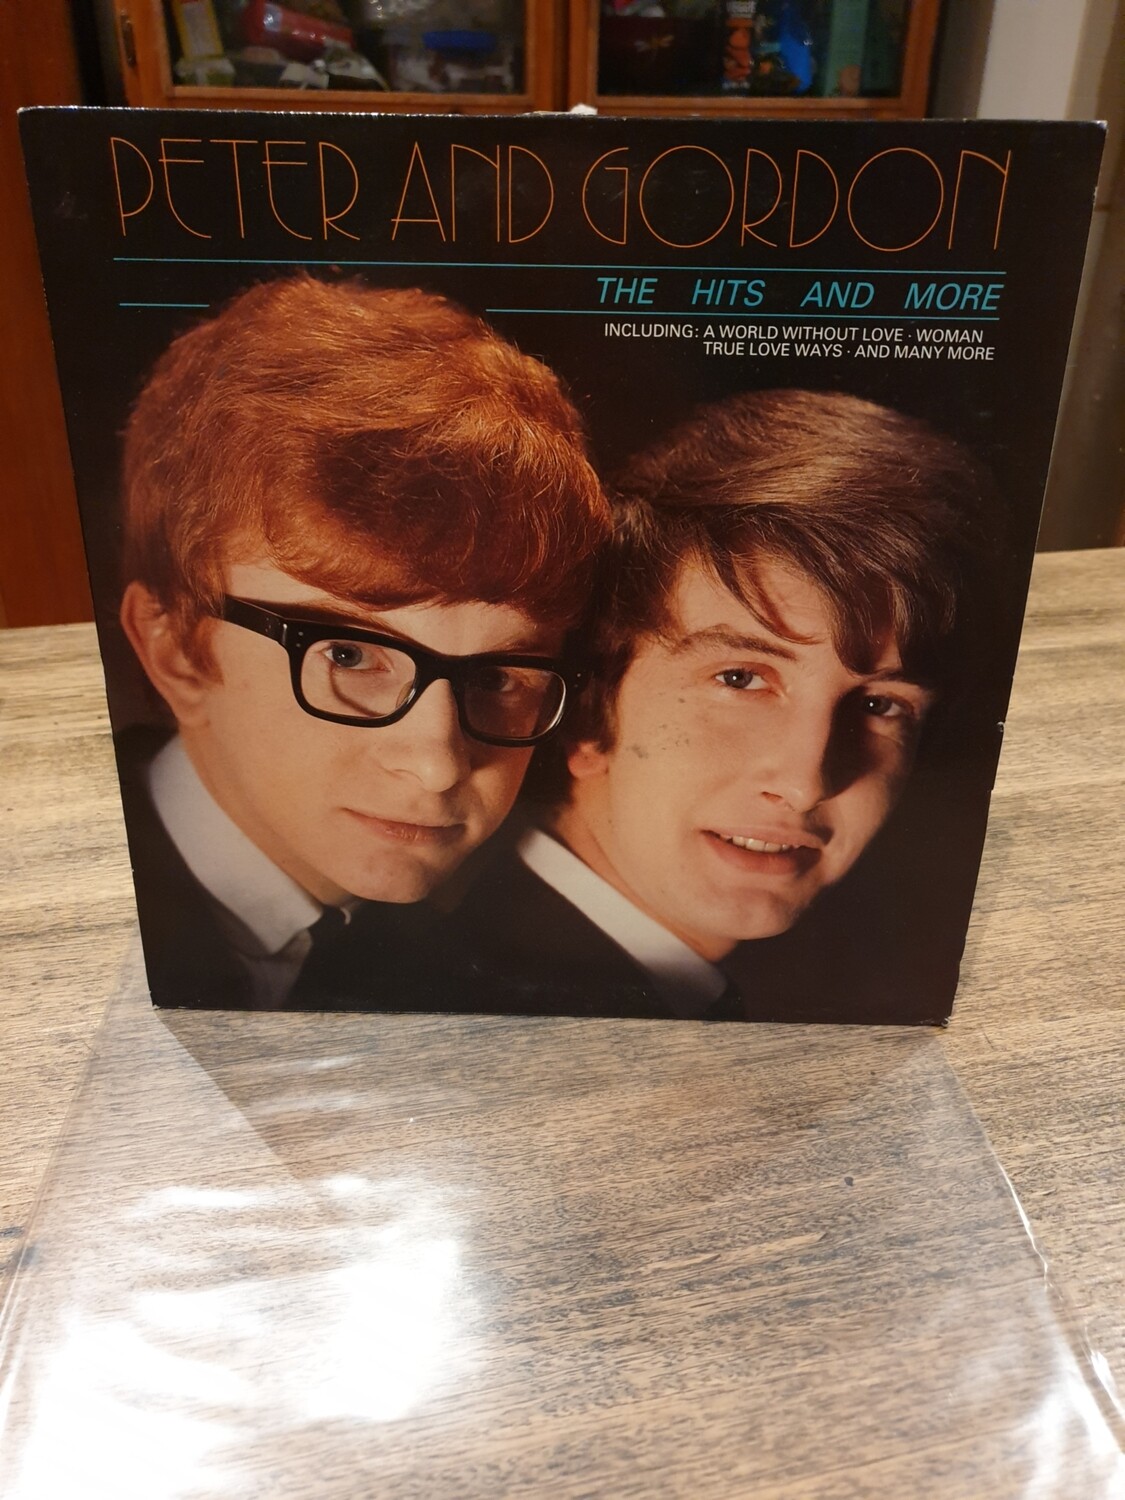 PETER AND GORDON
THE HITS AND MORE
INCLUDING: A WORLD WITHOUT LOVE · WOMAN
TRUE LOVE WAYS · AND MANY MORE